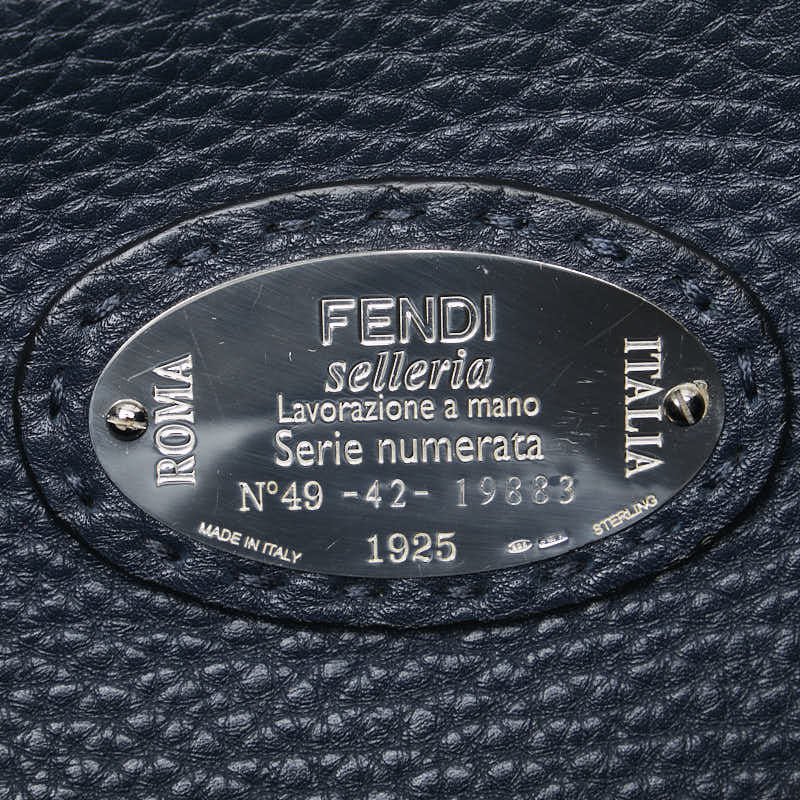 FENDI
selleria
Lavorazione a mano
Serie numerata
N°49 -42- 19883
1925
ROMA
ITALIA
MADE IN ITALY
STERLING